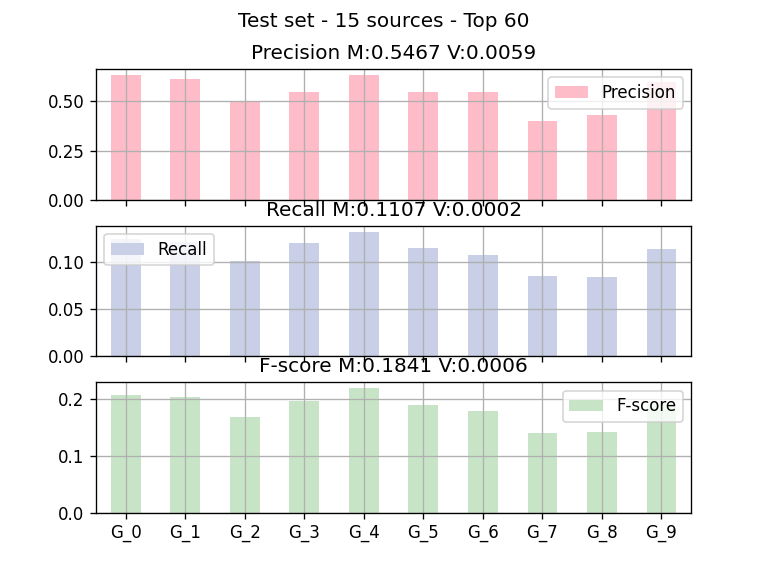 Test set - 15 sources - Top 60
Precision M:0.5467 V:0.0059
0.50
0.25
0.00
Precision
Recall M:0.1107 V:0.0002
0.10
0.05
0.00
Recall
F-score M:0.1841 V:0.0006
0.2
0.1
0.0
F-score
G_0 G_1 G_2 G_3 G_4 G_5 G_6 G_7 G_8 G_9